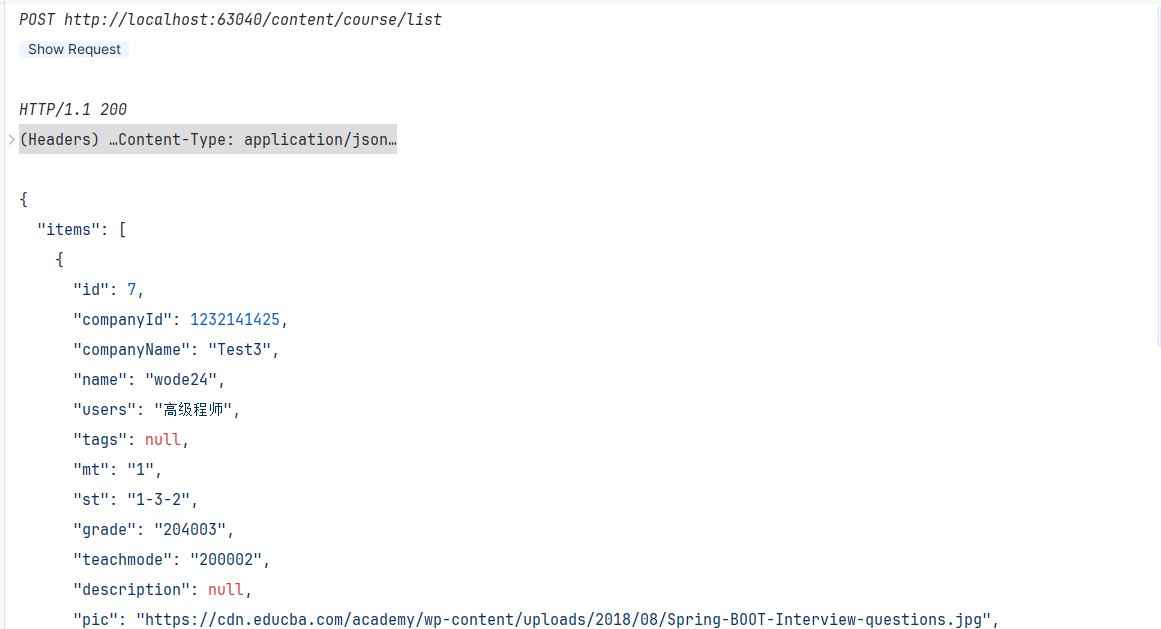 POST http://localhost:63040/content/course/list
Show Request
HTTP/1.1 200
(Headers) …Content-Type: application/json…
{
"items": [
{
"id": 7,
"companyId": 1232141425,
"companyName": "Test3",
"name": "wode24",
"users": "高级程师",
"tags": null,
"mt": "1",
"st": "1-3-2",
"grade": "204003",
"teachmode": "200002",
"description": null,
"pic": "https://cdn.educba.com/academy/wp-content/uploads/2018/08/Spring-BOOT-Interview-questions.jpg",